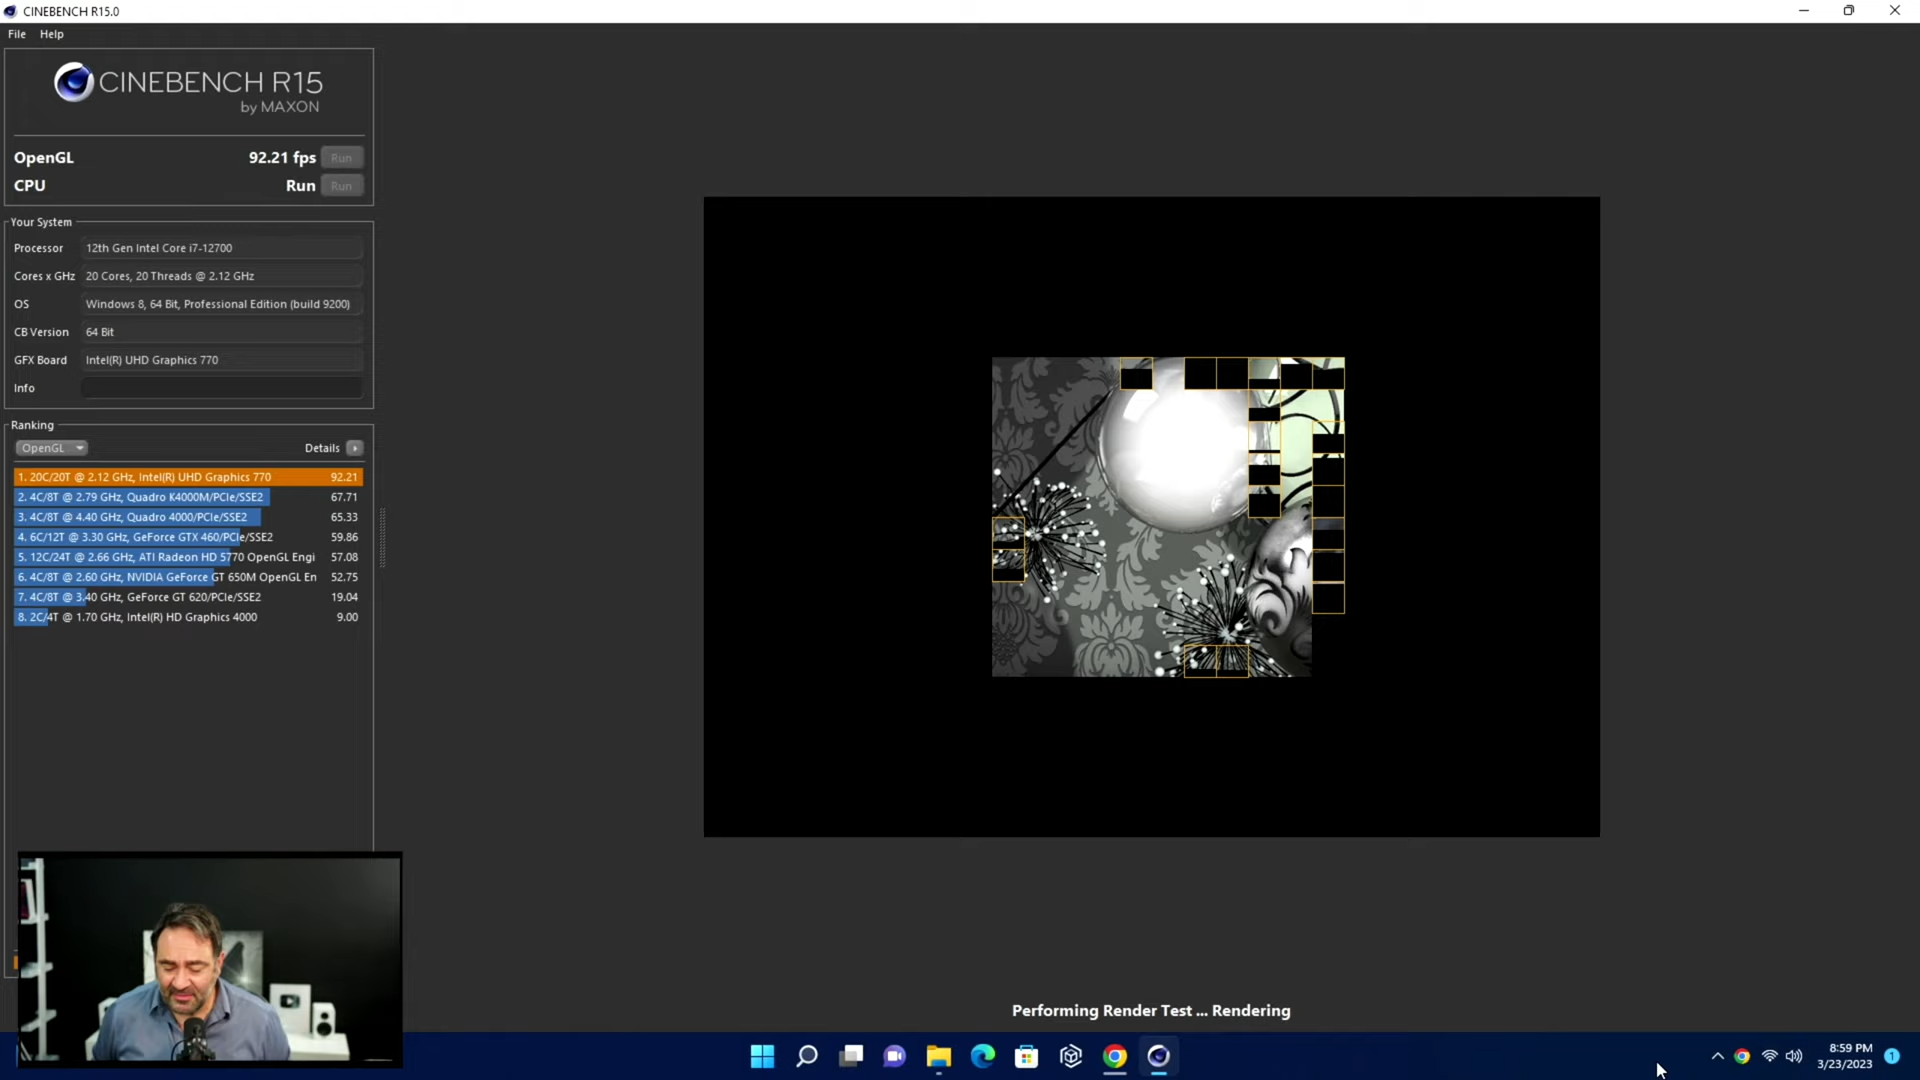 CINEBENCH R15.0
File Help
CINEBENCH R15
by MAXON
OpenGL 92.21 fps Run
CPU Run Run
Your System
Processor 12th Gen Intel Core i7-12700
Cores x GHz 20 Cores, 20 Threads @ 2.12 GHz
OS Windows 8, 64 Bit, Professional Edition (build 9200)
CB Version 64 Bit
GFX Board Intel(R) UHD Graphics 770
Info
Ranking
OpenGL Details
1. 20C/20T @ 2.12 GHz, Intel(R) UHD Graphics 770 92.21
2. 4C/8T @ 2.79 GHz, Quadro K4000M/PCIe/SSE2 67.71
3. 4C/8T @ 4.40 GHz, Quadro 4000/PCIe/SSE2 65.33
4. 6C/12T @ 3.30 GHz, GeForce GTX 460/PCIe/SSE2 59.86
5. 12C/24T @ 2.66 GHz, ATI Radeon HD 5770 OpenGL Engi 57.08
6. 4C/8T @ 2.60 GHz, NVIDIA GeForce GT 650M OpenGL En 52.75
7. 4C/8T @ 3.40 GHz, GeForce GT 620/PCIe/SSE2 19.04
8. 2C/4T @ 1.70 GHz, Intel(R) HD Graphics 4000 9.00
Performing Render Test ... Rendering
8:59 PM
3/23/2023
1